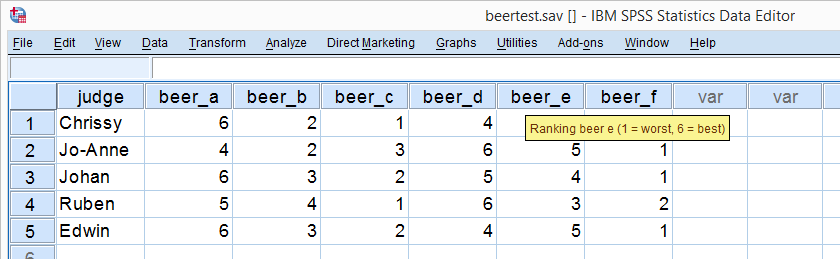 beertest.sav [] - IBM SPSS Statistics Data Editor
File Edit View Data Transform Analyze Direct Marketing Graphs Utilities Add-ons Window Help
judge beer_a beer_b beer_c beer_d beer_e beer_f var var
1 Chrissy 6 2 1 4
Ranking beer e (1 = worst, 6 = best)
2 Jo-Anne 4 2 3 6 5 1
3 Johan 6 3 2 5 4 1
4 Ruben 5 4 1 6 3 2
5 Edwin 6 3 2 4 5 1
6